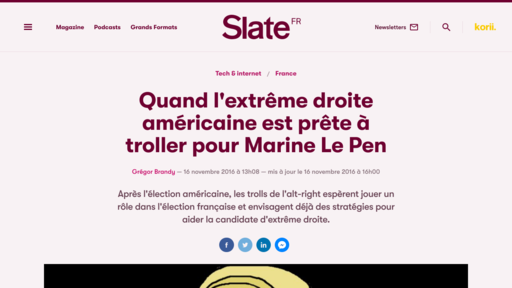 Magazine Podcasts Grands Formats Slate FR Newsletters korii.
Tech & internet / France
Quand l'extrême droite
américaine est prête à
troller pour Marine Le Pen
Grégor Brandy — 16 novembre 2016 à 13h08 — mis à jour le 16 novembre 2016 à 16h00
Après l'élection américaine, les trolls de l'alt-right espèrent jouer un
rôle dans l'élection française et envisagent déjà des stratégies pour
aider la candidate d'extrême droite.